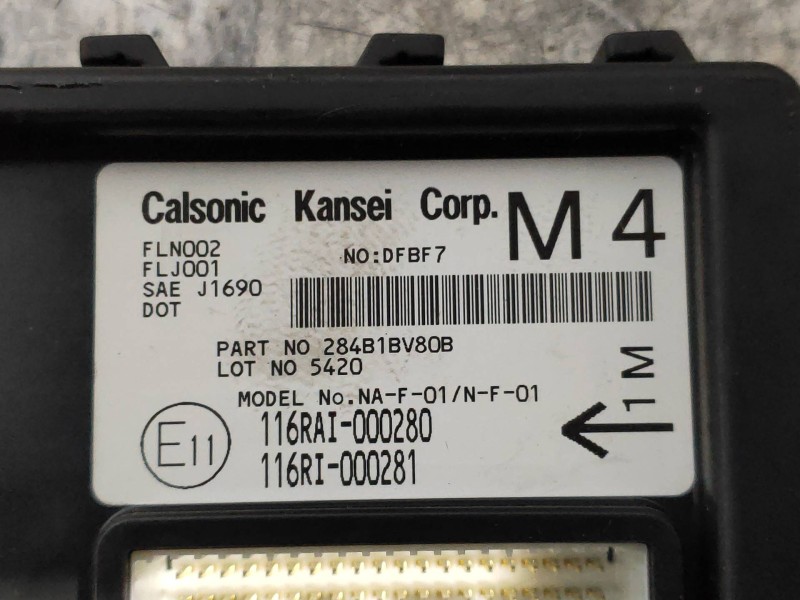 Calsonic Kansei Corp. M4
FLN002
FLJ001
NO:DFBF7
SAE J1690
DOT
PART NO 284B1BV80B
LOT NO 5420
MODEL No.NA-F-01/N-F-01
1M
E11
116RAI-000280
116RI-000281